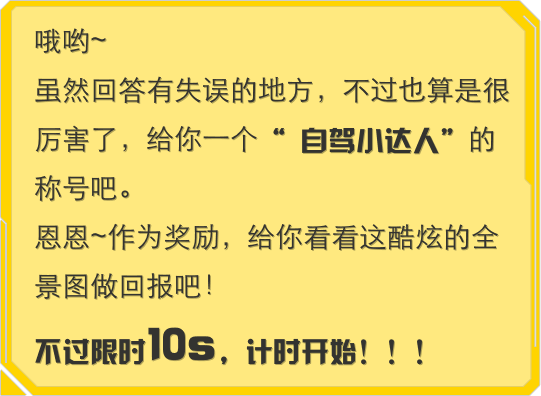 哦哟~
虽然回答有失误的地方，不过也算是很
厉害了，给你一个“ 自驾小达人”的
称号吧。
恩恩~作为奖励，给你看看这酷炫的全
景图做回报吧！
不过限时10s，计时开始！！！